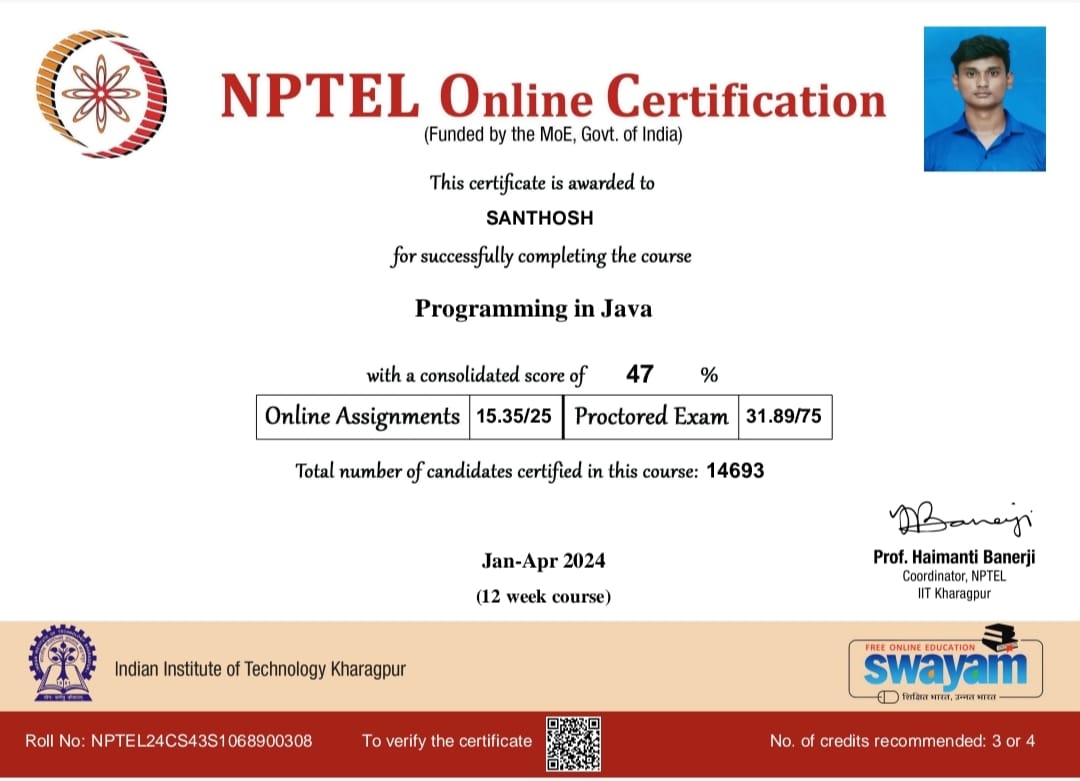 NPTEL Online Certification
(Funded by the MoE, Govt. of India)
This certificate is awarded to
SANTHOSH
for successfully completing the course
Programming in Java
with a consolidated score of 47 %
Online Assignments 15.35/25 Proctored Exam 31.89/75
Total number of candidates certified in this course: 14693
Jan-Apr 2024
(12 week course)
Prof. Haimanti Banerji
Coordinator, NPTEL
IIT Kharagpur
Indian Institute of Technology Kharagpur
FREE ONLINE EDUCATION
swayam
शिक्षित भारत, उन्नत भारत
Roll No: NPTEL24CS43S1068900308 To verify the certificate No. of credits recommended: 3 or 4